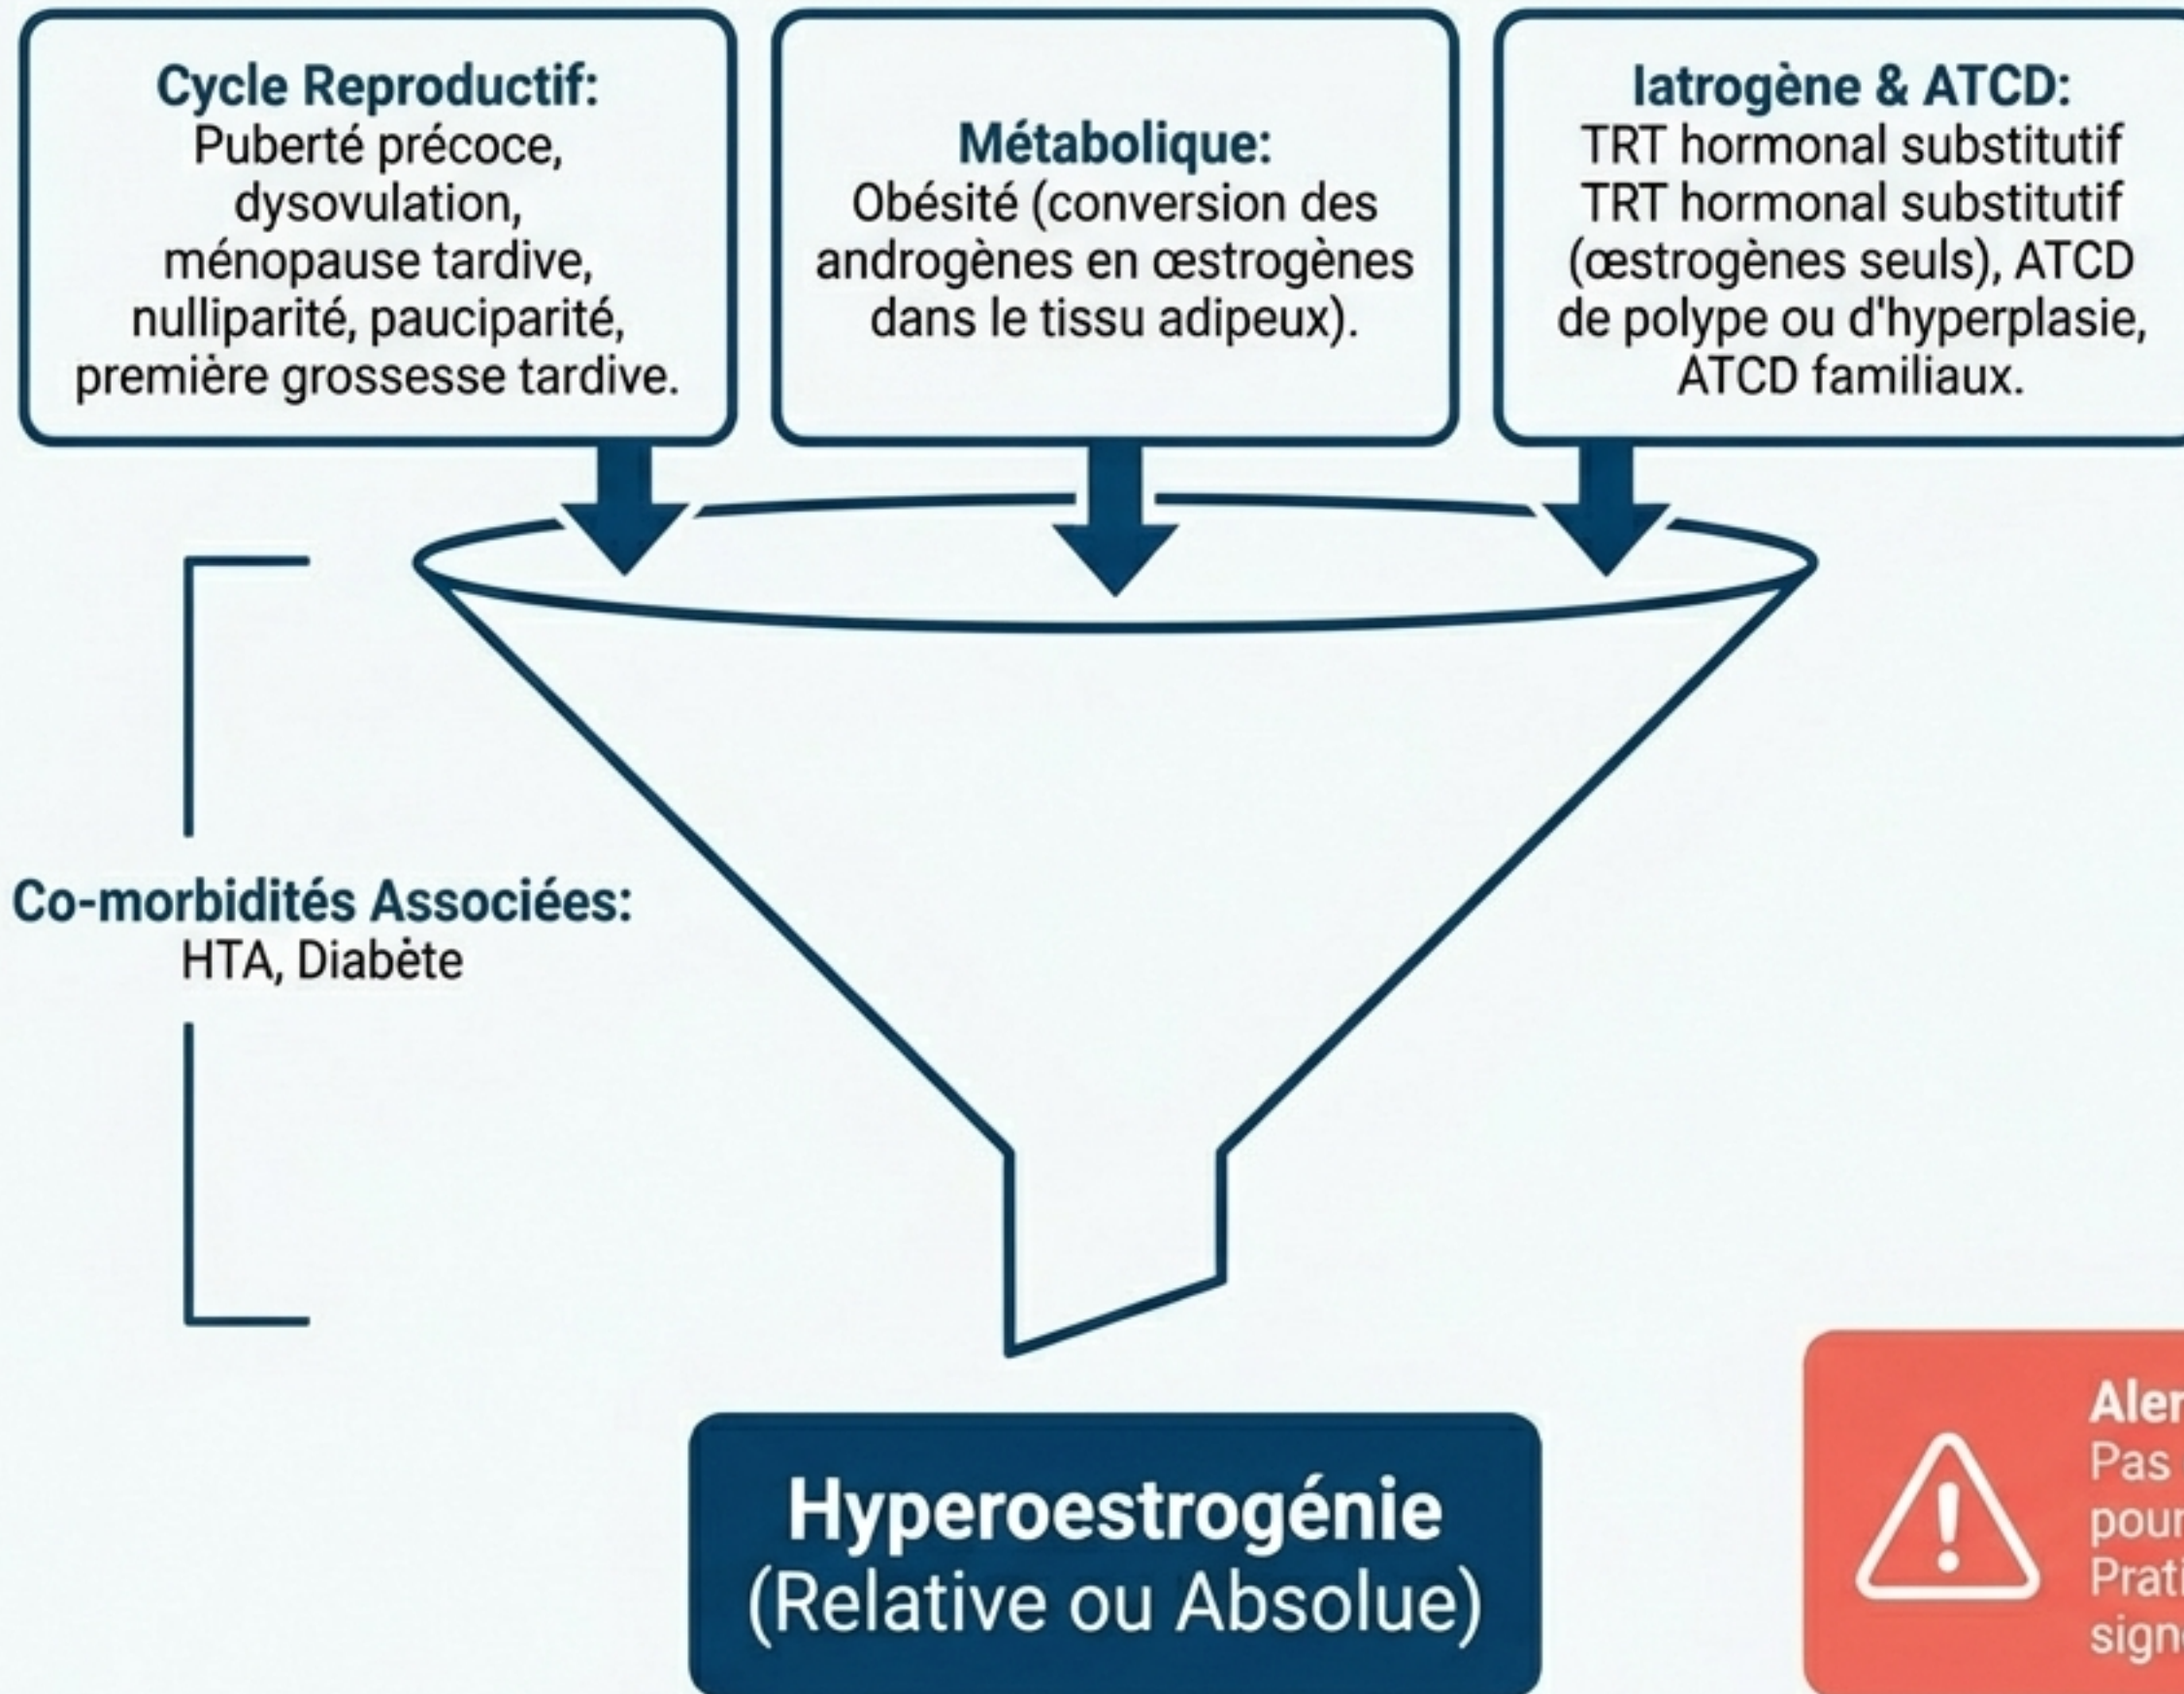 Cycle Reproductif:
Puberté précoce,
dysovulation,
ménopause tardive,
nulliparité, pauciparité,
première grossesse tardive.
Métabolique:
Obésité (conversion des
androgènes en œstrogènes
dans le tissu adipeux).
Iatrogène & ATCD:
TRT hormonal substitutif
TRT hormonal substitutif
(œstrogènes seuls), ATCD
de polype ou d'hyperplasie,
ATCD familiaux.
Co-morbidités Associées:
HTA, Diabète
Hyperoestrogénie
(Relative ou Absolue)
Pas
pour